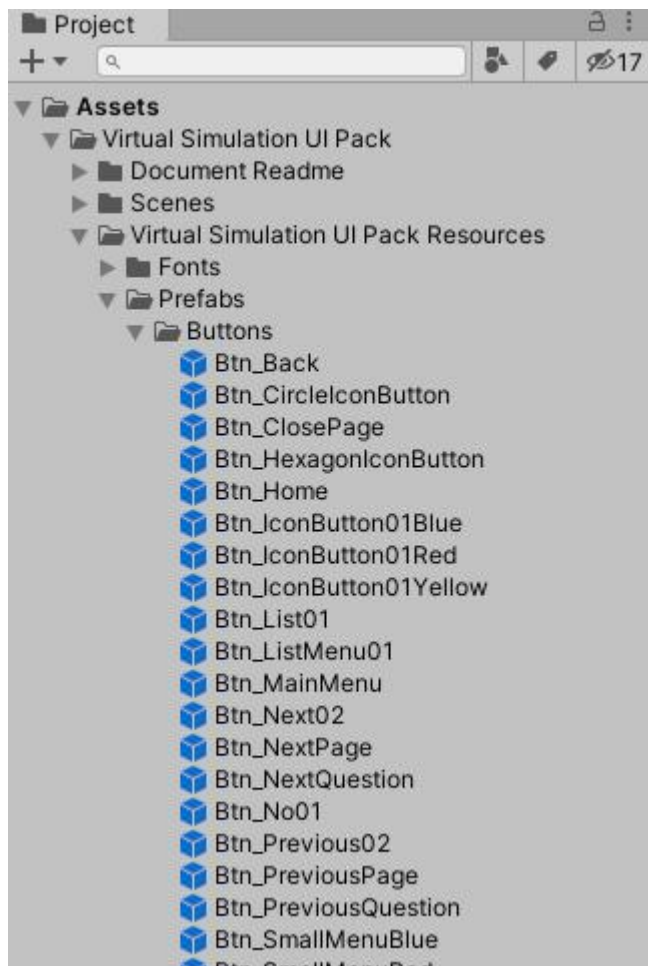 Project
17
Assets
Virtual Simulation UI Pack
Document Readme
Scenes
Virtual Simulation UI Pack Resources
Fonts
Prefabs
Buttons
Btn_Back
Btn_CircleIconButton
Btn_ClosePage
Btn_HexagonIconButton
Btn_Home
Btn_IconButton01Blue
Btn_IconButton01Red
Btn_IconButton01Yellow
Btn_List01
Btn_ListMenu01
Btn_MainMenu
Btn_Next02
Btn_NextPage
Btn_NextQuestion
Btn_No01
Btn_Previous02
Btn_PreviousPage
Btn_PreviousQuestion
Btn_SmallMenuBlue